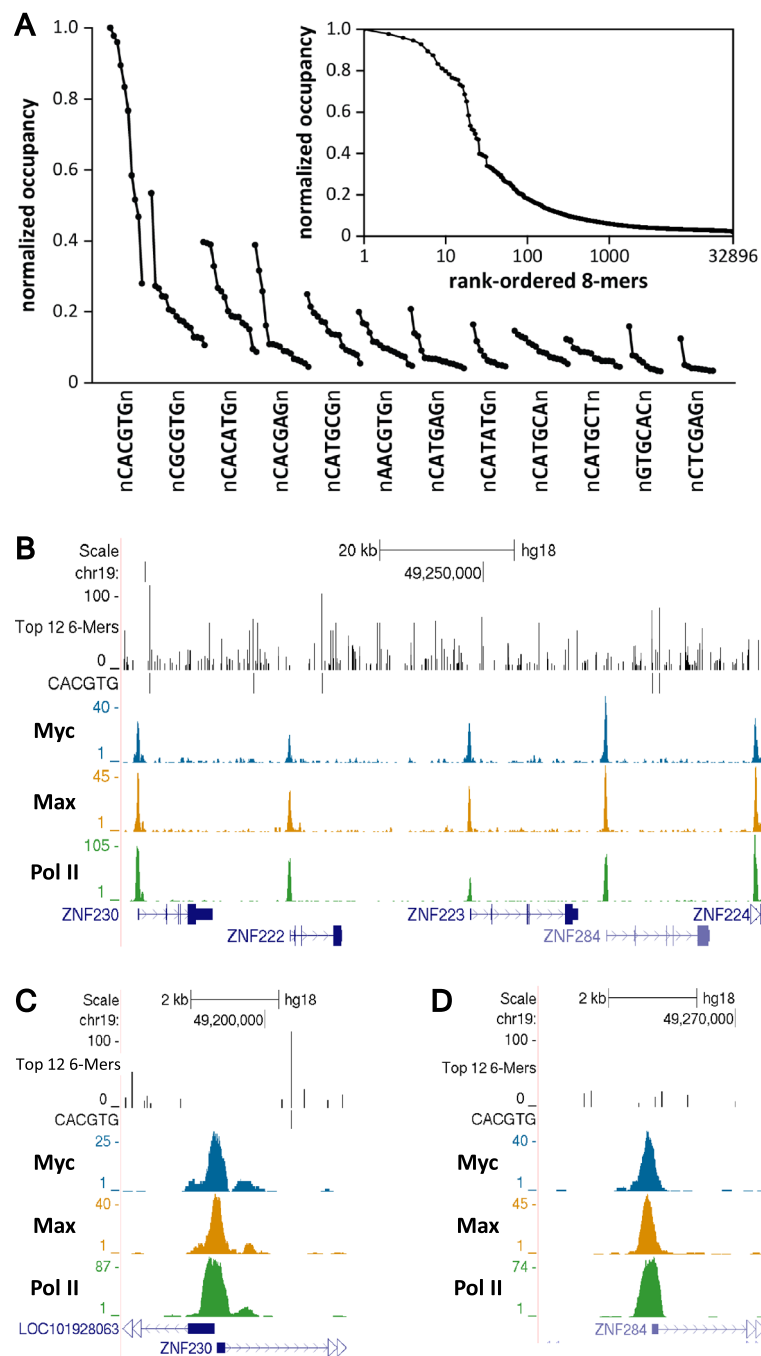 A
normalized occupancy
1.0
0.8
0.6
0.4
0.2
0
nCACGTGn
nCGCGTGn
nCACATGn
nCACGAGn
nCATGCGn
nAACGTGn
nCATGAGn
nCATATGn
nCATGCAn
nCATGCTn
nGTGCACn
nCTCGAGn
normalized occupancy
1.0
0.8
0.6
0.4
0.2
0
1
10
100
1000
32896
rank-ordered 8-mers
B
Scale
20 kb
hg18
chr19:
49,250,000
100 -
Top 12 6-Mers
0
CACGTG
40 -
Myc
1
45 -
Max
1
105 -
Pol II
1
ZNF230
ZNF223
ZNF224
ZNF222
ZNF284
C
Scale
2 kb
hg18
chr19:
49,200,000
100 -
Top 12 6-Mers
0
CACGTG
25 -
Myc
1
40 -
Max
1
87 -
Pol II
1
LOC101928063
ZNF230
D
Scale
2 kb
hg18
chr19:
49,270,000
100 -
Top 12 6-Mers
0
CACGTG
40 -
Myc
1
45 -
Max
1
74 -
Pol II
1
ZNF284